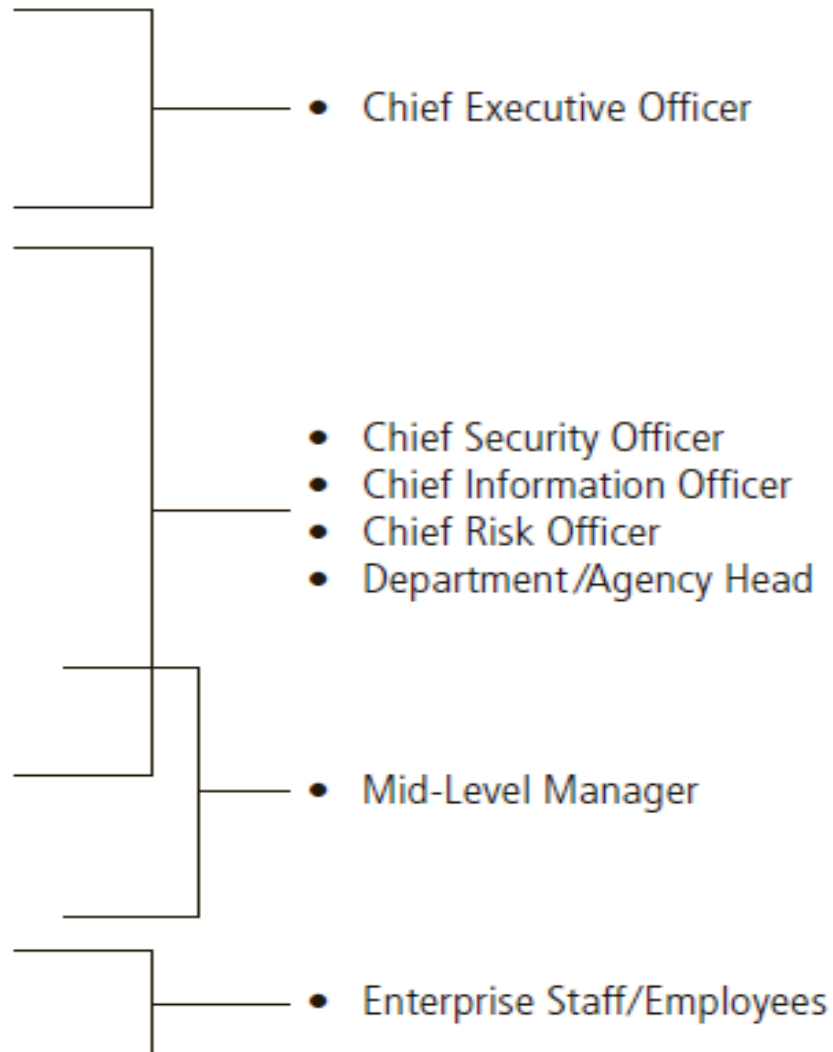 • Chief Executive Officer
• Chief Security Officer
• Chief Information Officer
• Chief Risk Officer
• Department/Agency Head
• Mid-Level Manager
• Enterprise Staff/Employees